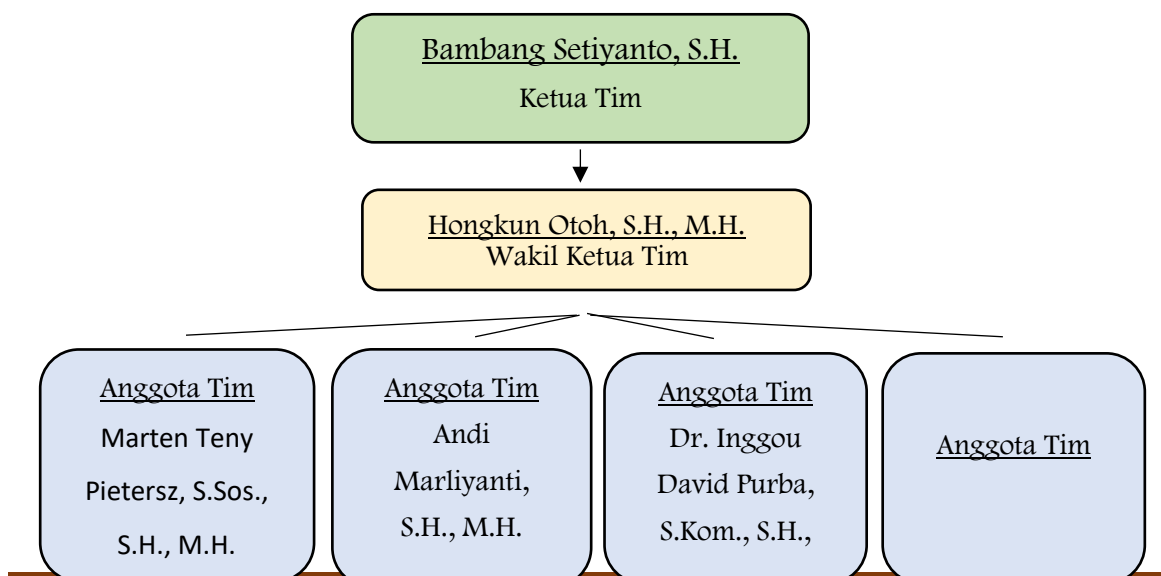 Bambang Setiyanto, S.H.
Ketua Tim
Hongkun Otoh, S.H., M.H.
Wakil Ketua Tim
Anggota Tim
Marten Teny
Pietersz, S.Sos.,
S.H., M.H.
Anggota Tim
Andi
Marliyanti,
S.H., M.H.
Anggota Tim
Dr. Inggou
David Purba,
S.Kom., S.H.,
Anggota Tim